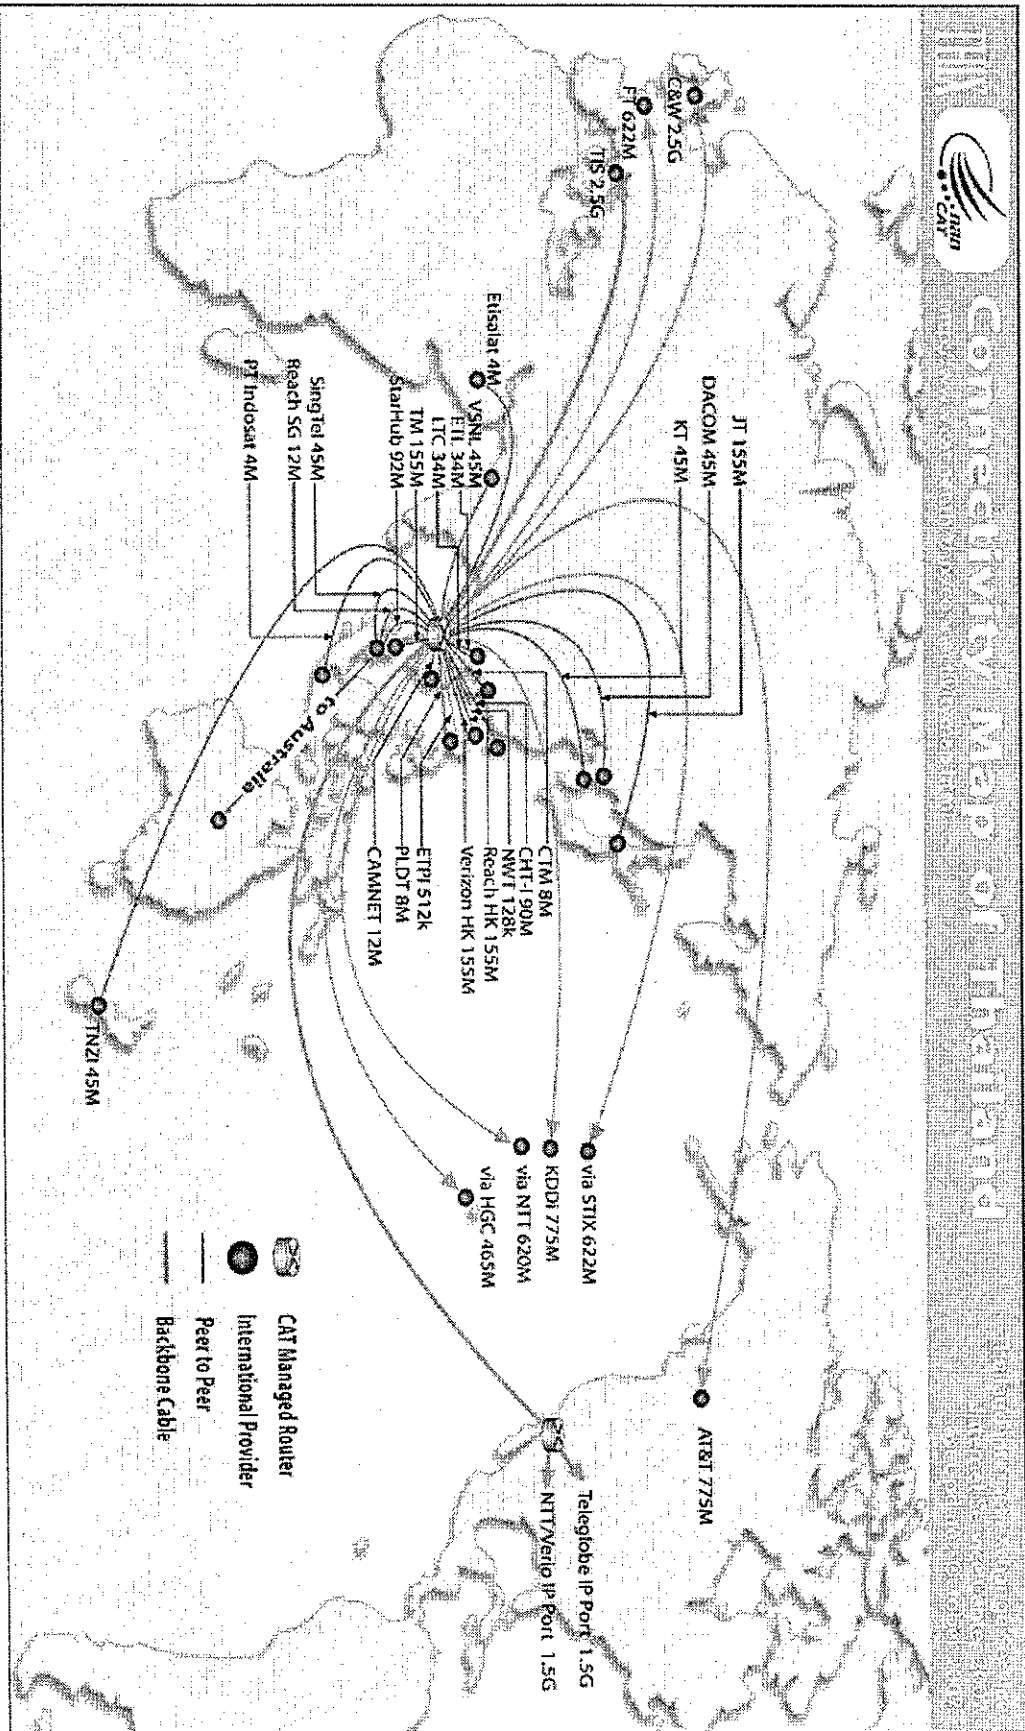 THIX
CAT
Connectivity Map of Thailand
C&W 2.5G
FT 622M
TIS 2.5G
JT 155M
DACOM 45M
KT 45M
Etisalat 4M
VSNL 45M
ETL 34M
LTC 34M
TM 155M
StarHub 92M
SingTel 45M
Reach SG 12M
PT Indosat 4M
to Australia
CTM 8M
CHT-I 90M
NWT 128k
Reach HK 155M
Verizon HK 155M
ETPI 512k
PLDT 8M
CAMNET 12M
TNZI 45M
via STIX 622M
KDDI 775M
via NTT 620M
via HGC 465M
AT&T 775M
Teleglobe IP Port 1.5G
NTT/Verio IP Port 1.5G
CAT Managed Router
International Provider
Peer to Peer
Backbone Cable